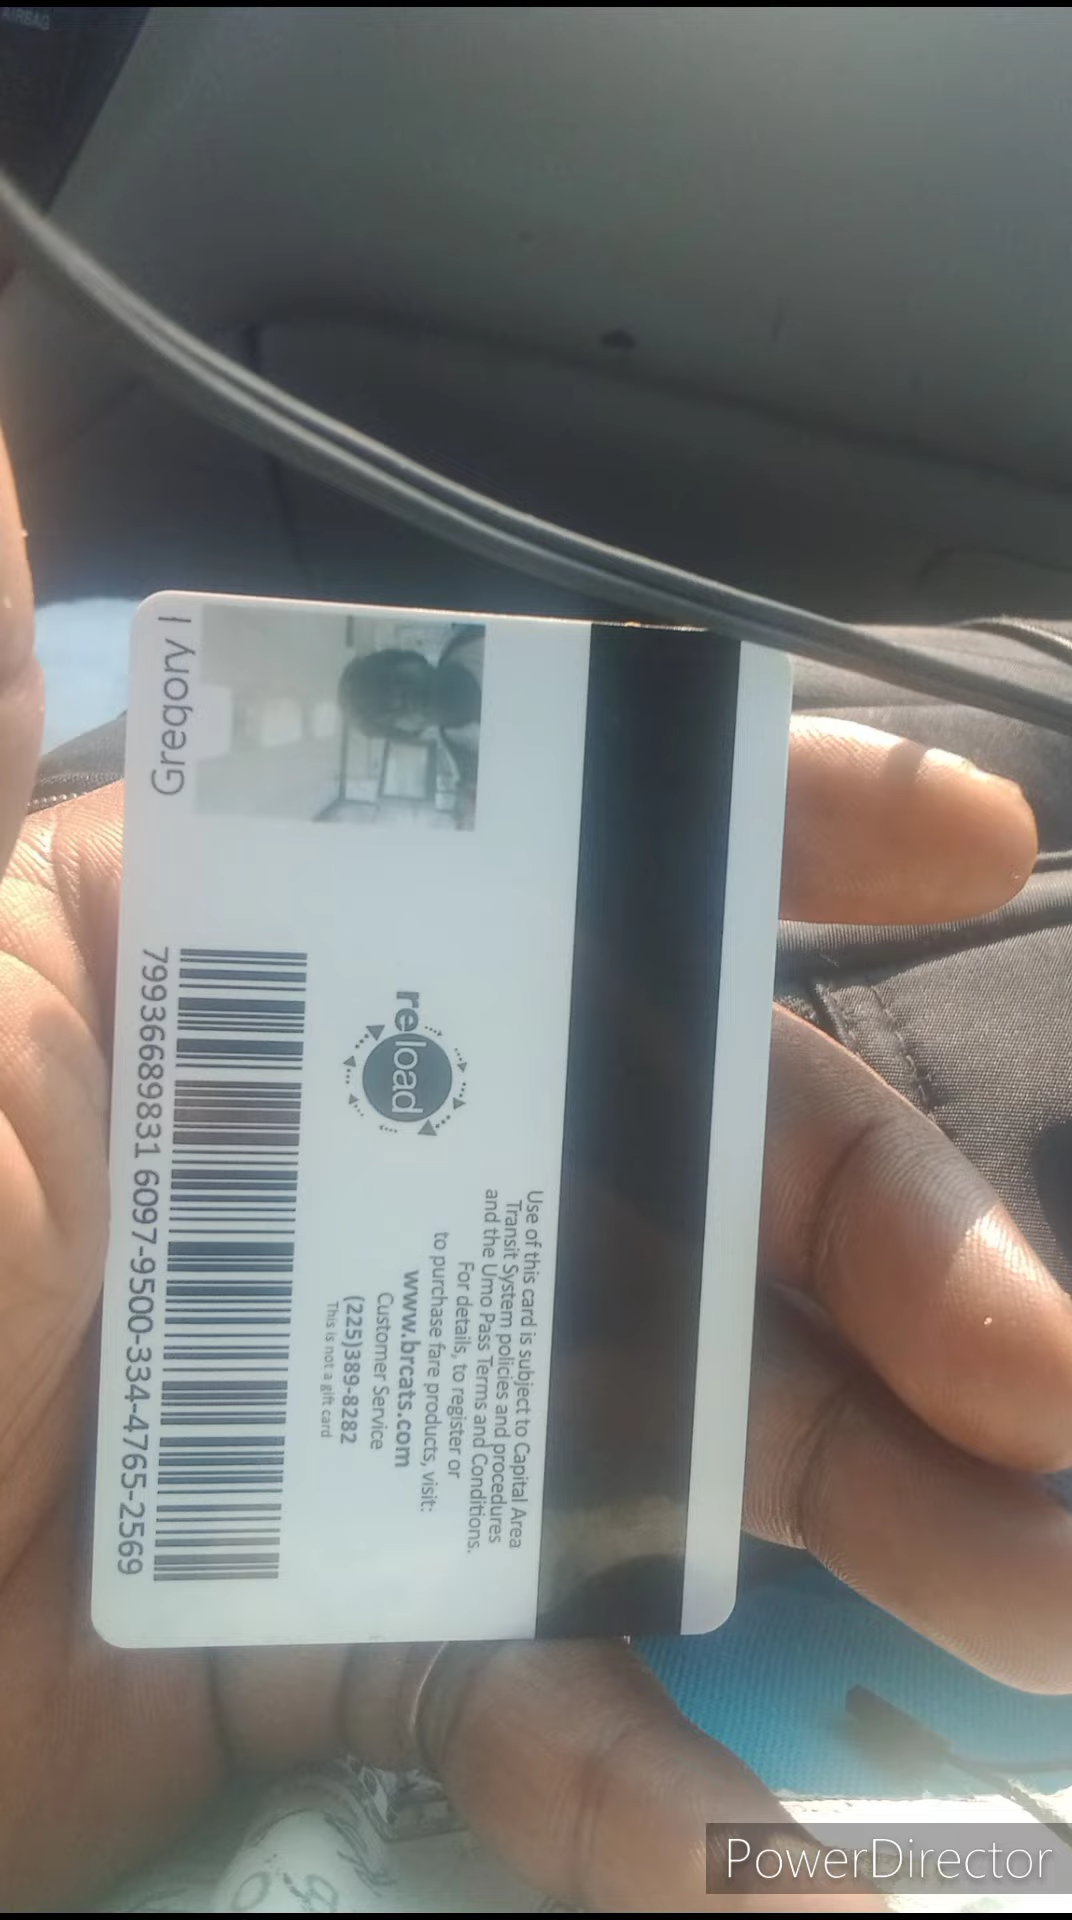 AIRBAG
Use of this card is subject to Capital Area
Transit System policies and procedures
and the Umo Pass Terms and Conditions.
For details, to register or
to purchase fare products, visit:
www.brcats.com
Customer Service
(225)389-8282
This is not a gift card
reload
Gregory I
79936689831 6097-9500-334-4765-2569
PowerDirector